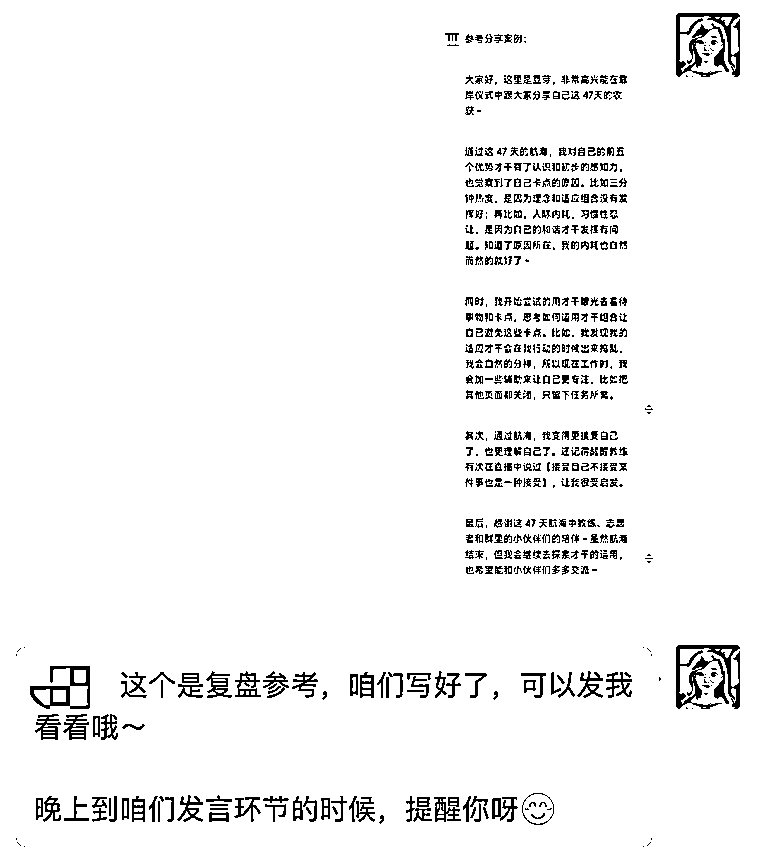 参考分享案例：
大家好，这里是豆芽，非常高兴能在靠
岸仪式中跟大家分享自己这 47天的收
获~
通过这 47 天的航海，我对自己的前五
个优势才干有了认识和初步的感知力，
也觉察到了自己卡点的原因。比如三分
钟热度，是因为理念和适应组合没有发
挥好；再比如，人际内耗，习惯性忍
让，是因为自己的和谐才干发挥有问
题。知道了原因所在，我的内耗也自然
而然的就好了~
同时，我开始尝试的用才干曝光去看待
事物和卡点，思考如何运用才干组合让
自己避免这些卡点。比如，我发现我的
适应才干会在我行动的时候出来捣乱，
我会自然的分神，所以现在工作时，我
会加一些辅助来让自己更专注，比如把
其他页面都关闭，只留下任务所需。
其次，通过航海，我变得更接受自己
了，也更理解自己了。还记得教练
有次在直播中说过【接受自己不接受某
件事也是一种接受】，让我很受启发。
最后，感谢这 47 天航海中教练、志愿
者和群里的小伙伴们的陪伴~虽然航海
结束，但我会继续去探索才干的运用，
也希望能和小伙伴们多多交流~
这个是复盘参考，咱们写好了，可以发我
看看哦～
晚上到咱们发言环节的时候，提醒你呀😊